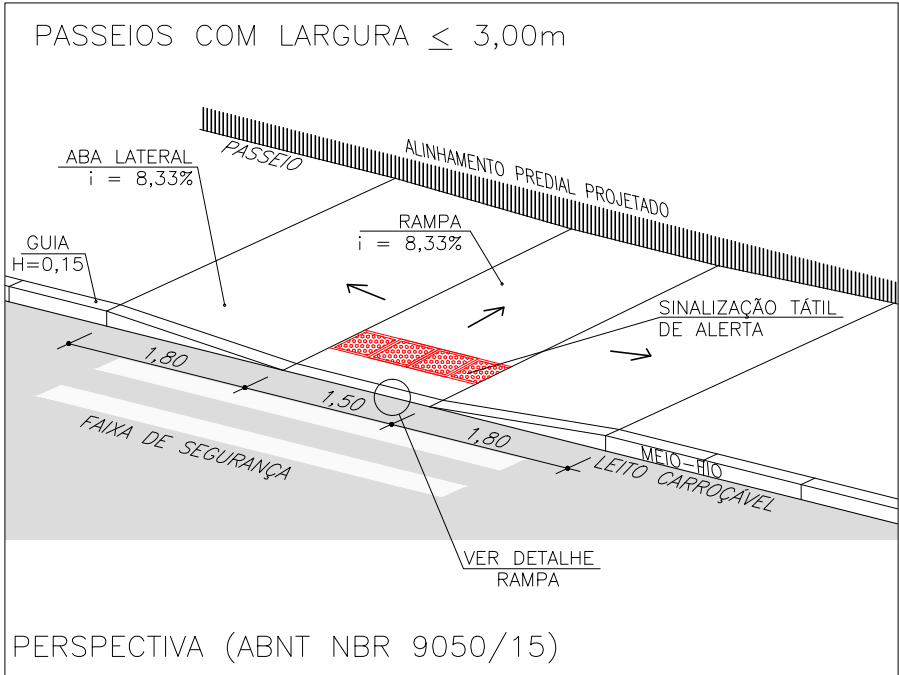 PASSEIOS COM LARGURA ≤ 3,00m
ALINHAMENTO PREDIAL PROJETADO
PASSEIO
ABA LATERAL
i = 8,33%
RAMPA
i = 8,33%
GUIA
H=0,15
SINALIZAÇÃO TÁTIL
DE ALERTA
1,80
1,50
1,80
FAIXA DE SEGURANÇA
MEIO-FIO
LEITO CARROÇÁVEL
VER DETALHE
RAMPA
PERSPECTIVA (ABNT NBR 9050/15)